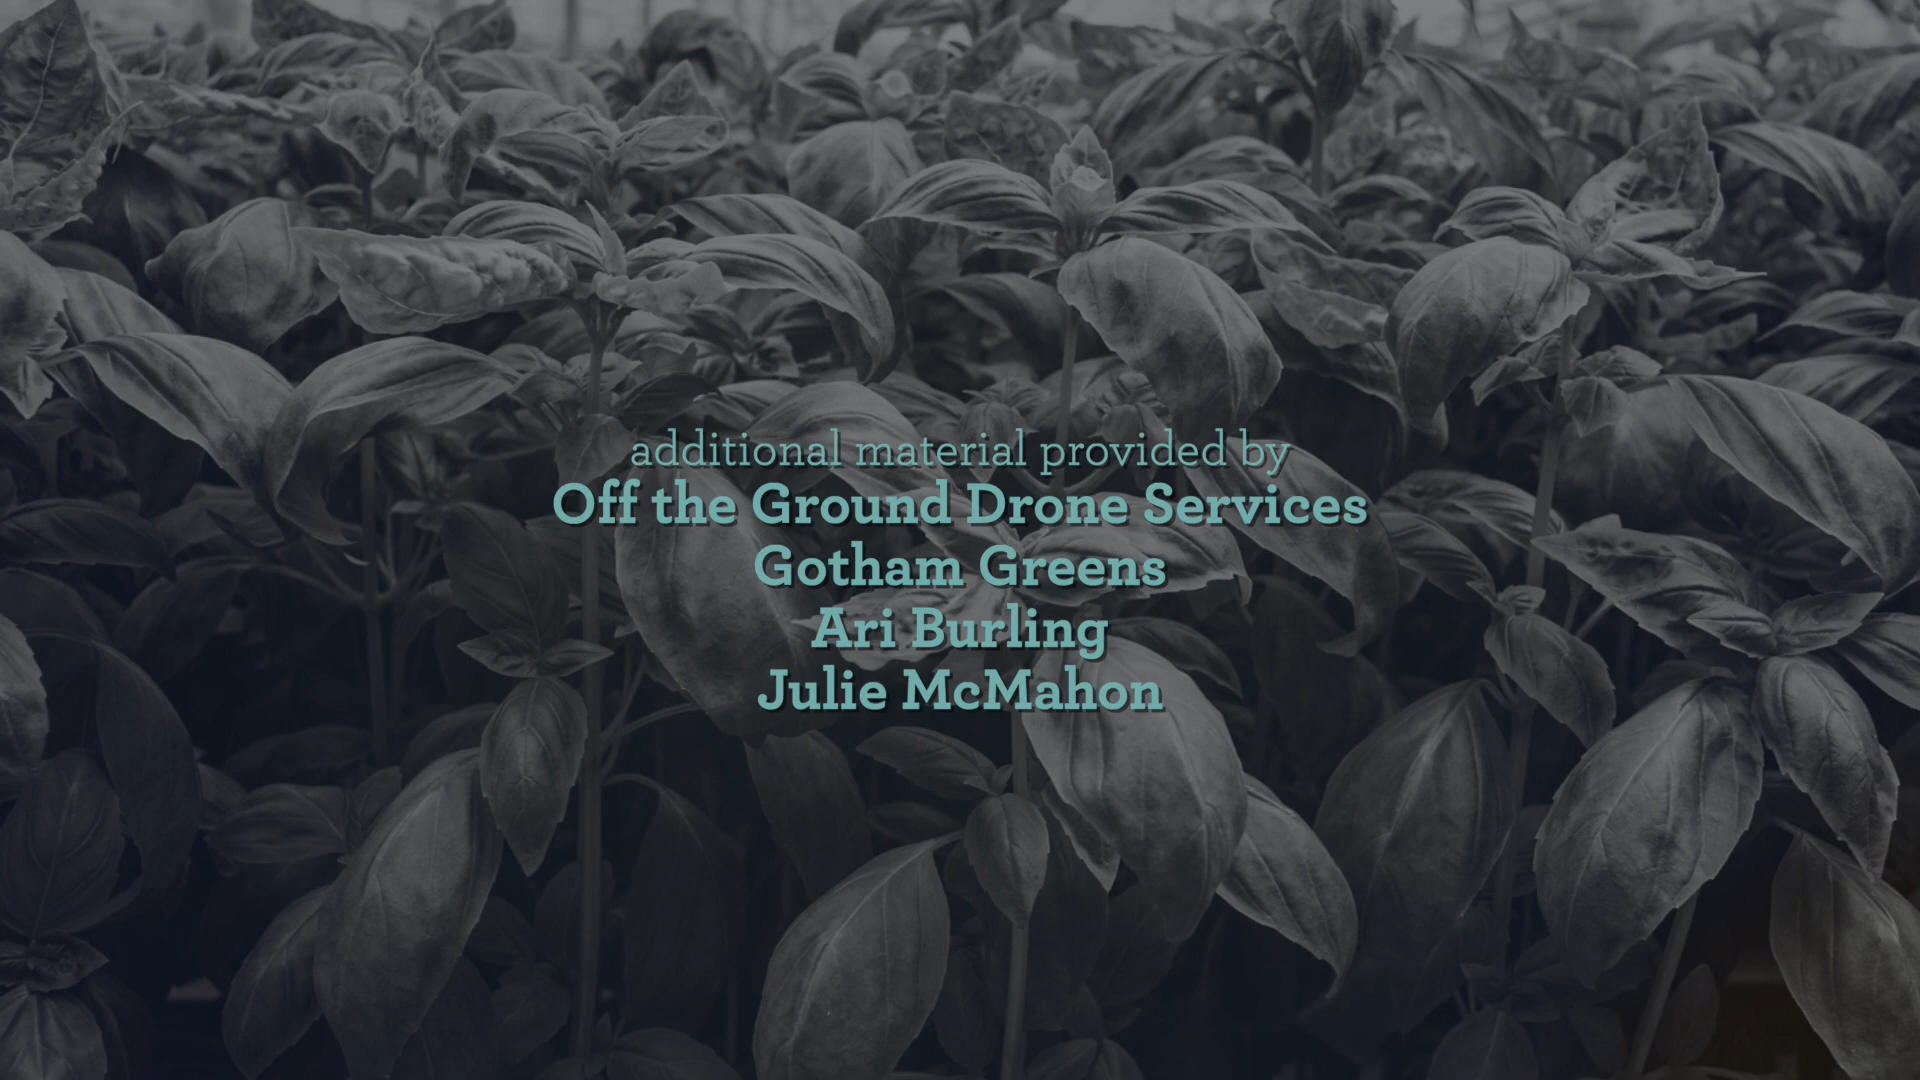 additional material provided by
Off the Ground Drone Services
Gotham Greens
Ari Burling
Julie McMahon